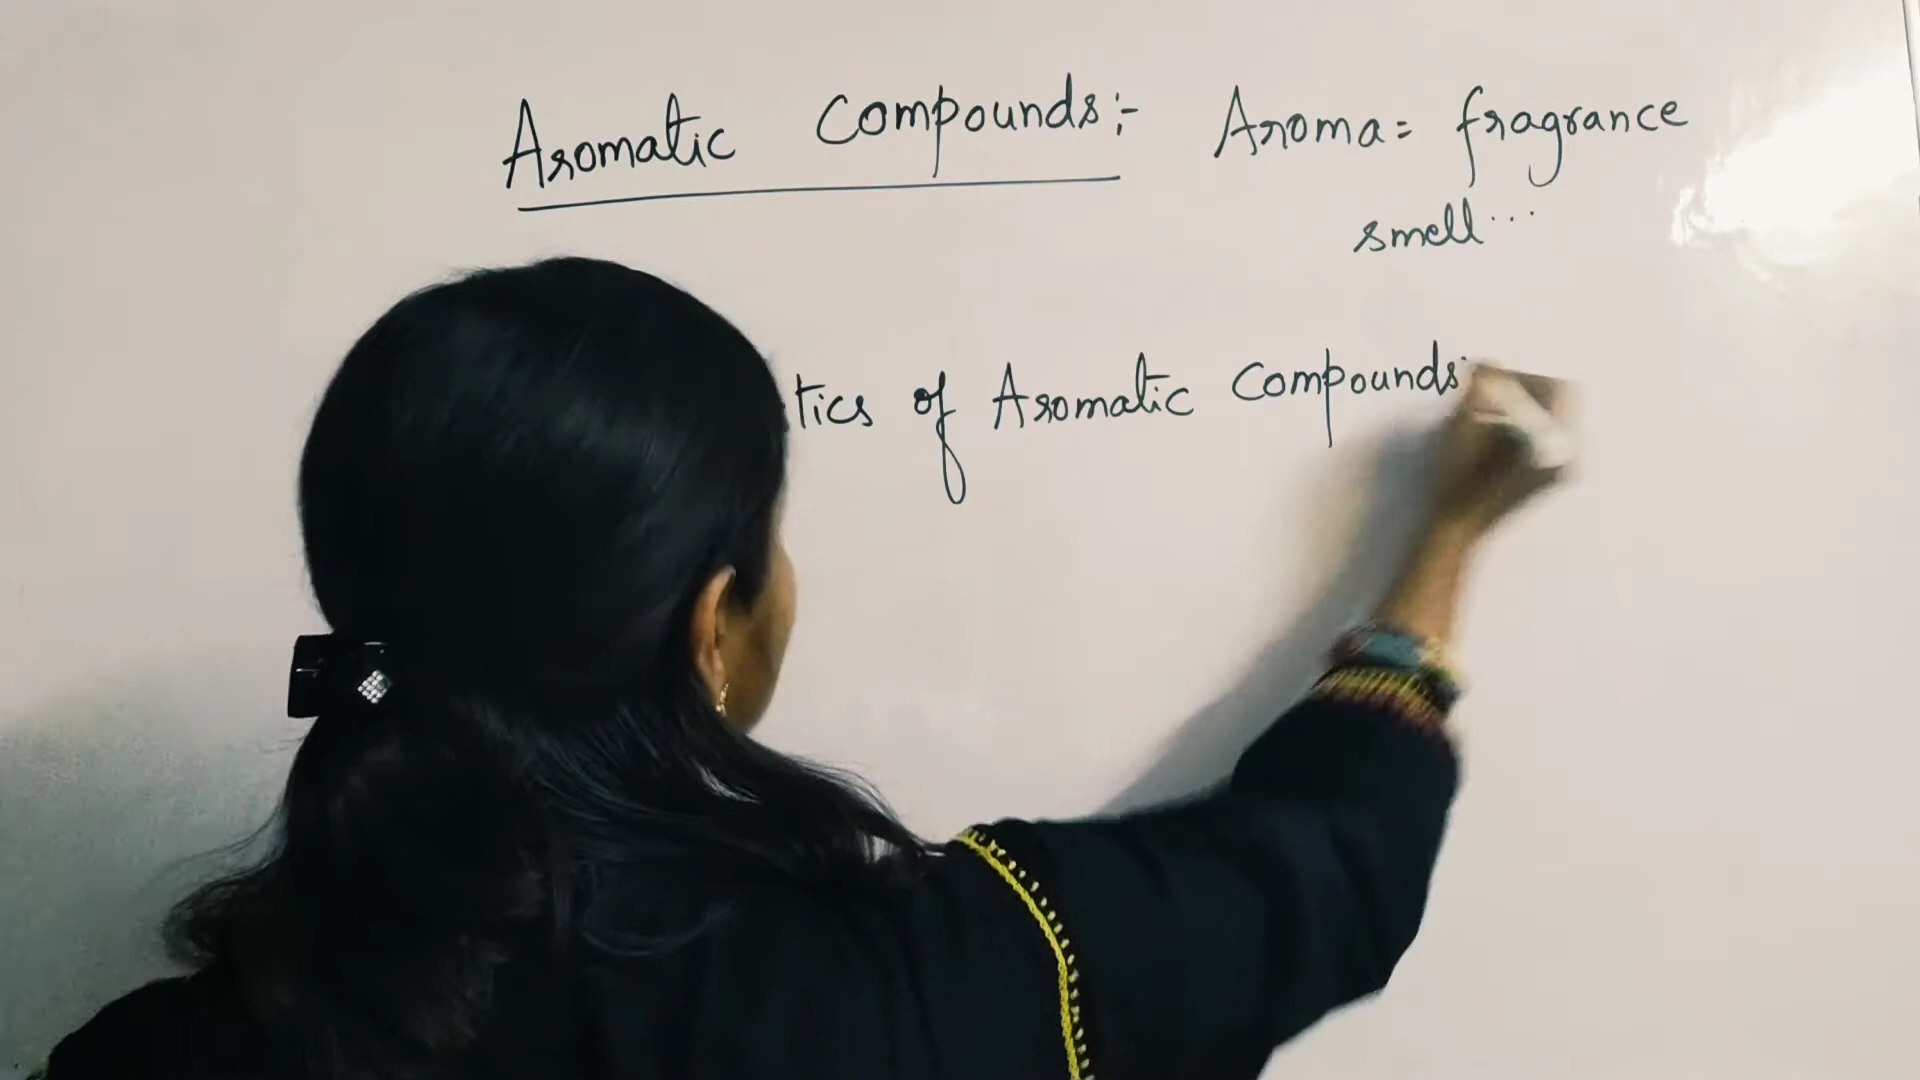 Aromatic Compounds:- Aroma = fragrance
smell...
tics of Aromatic Compounds: